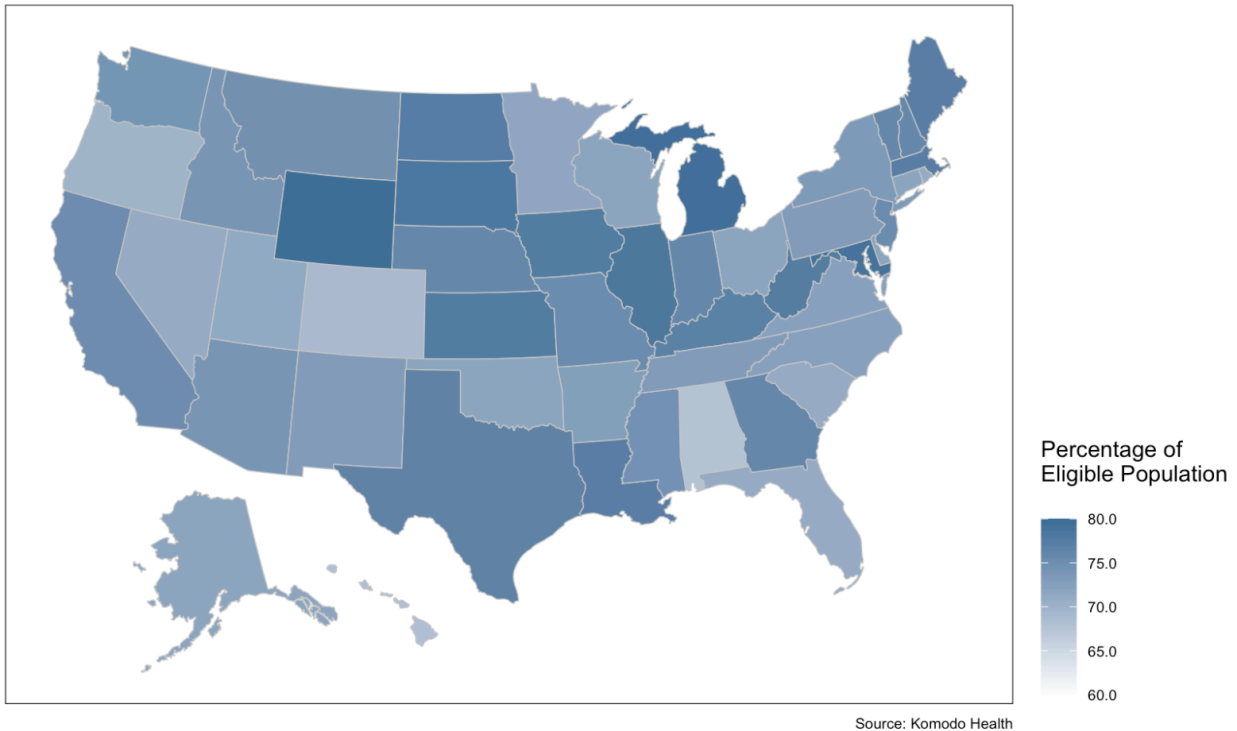 Percentage of
Eligible Population
80.0
75.0
70.0
65.0
60.0
Source: Komodo Health